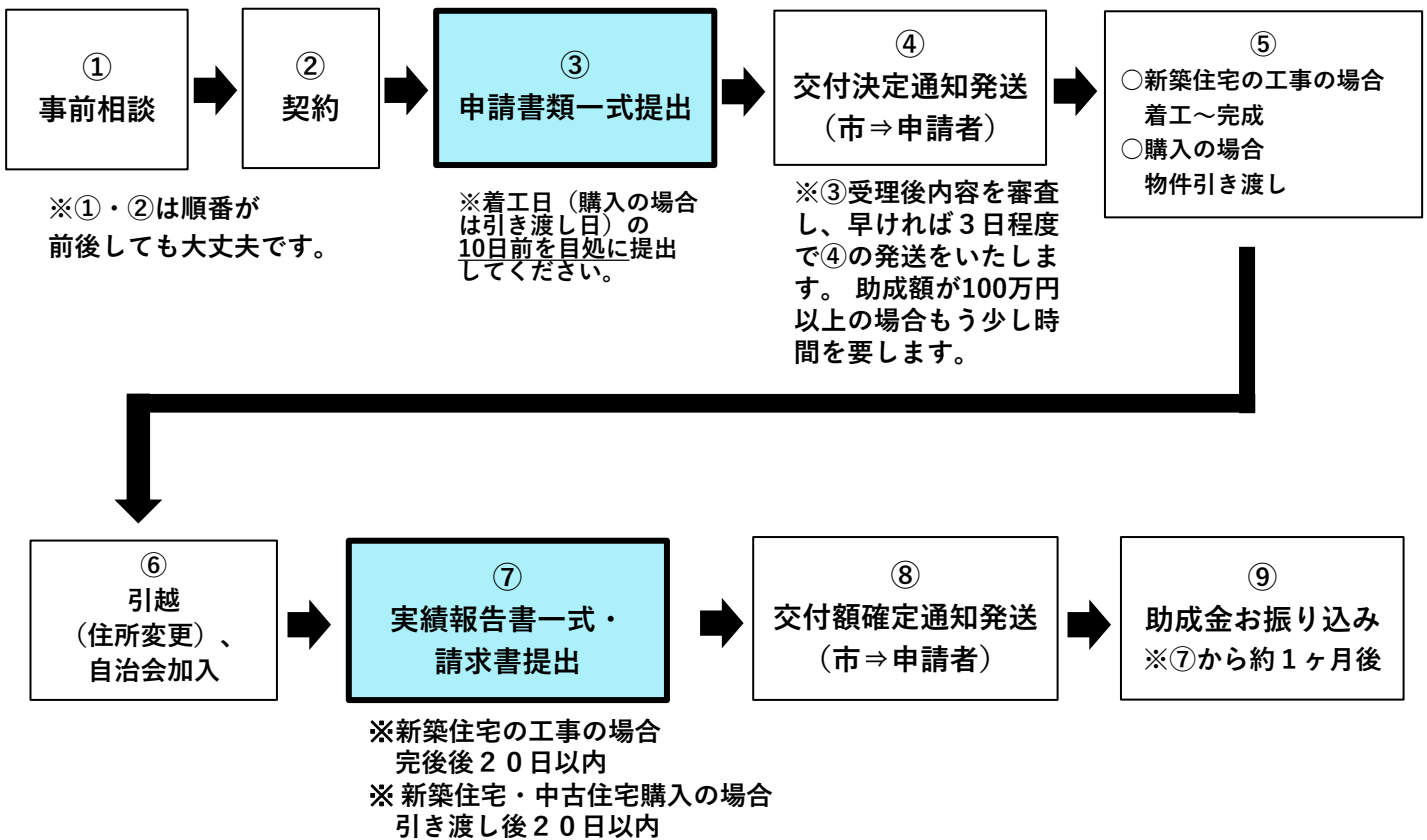 ①
事前相談
②
契約
③
申請書類一式提出
④
交付決定通知発送
（市⇒申請者）
⑤
○新築住宅の工事の場合
着工～完成
○購入の場合
物件引き渡し
※①・②は順番が
前後しても大丈夫です。
※着工日（購入の場合
は引き渡し日）の
10日前を目処に提出
してください。
※③受理後内容を審査
し、早ければ３日程度
で④の発送をいたしま
す。 助成額が100万円
以上の場合もう少し時
間を要します。
⑥
引越
（住所変更）、
自治会加入
⑦
実績報告書一式・
請求書提出
⑧
交付額確定通知発送
（市⇒申請者）
⑨
助成金お振り込み
※⑦から約１ヶ月後
※新築住宅の工事の場合
完後後２０日以内
※ 新築住宅・中古住宅購入の場合
引き渡し後２０日以内